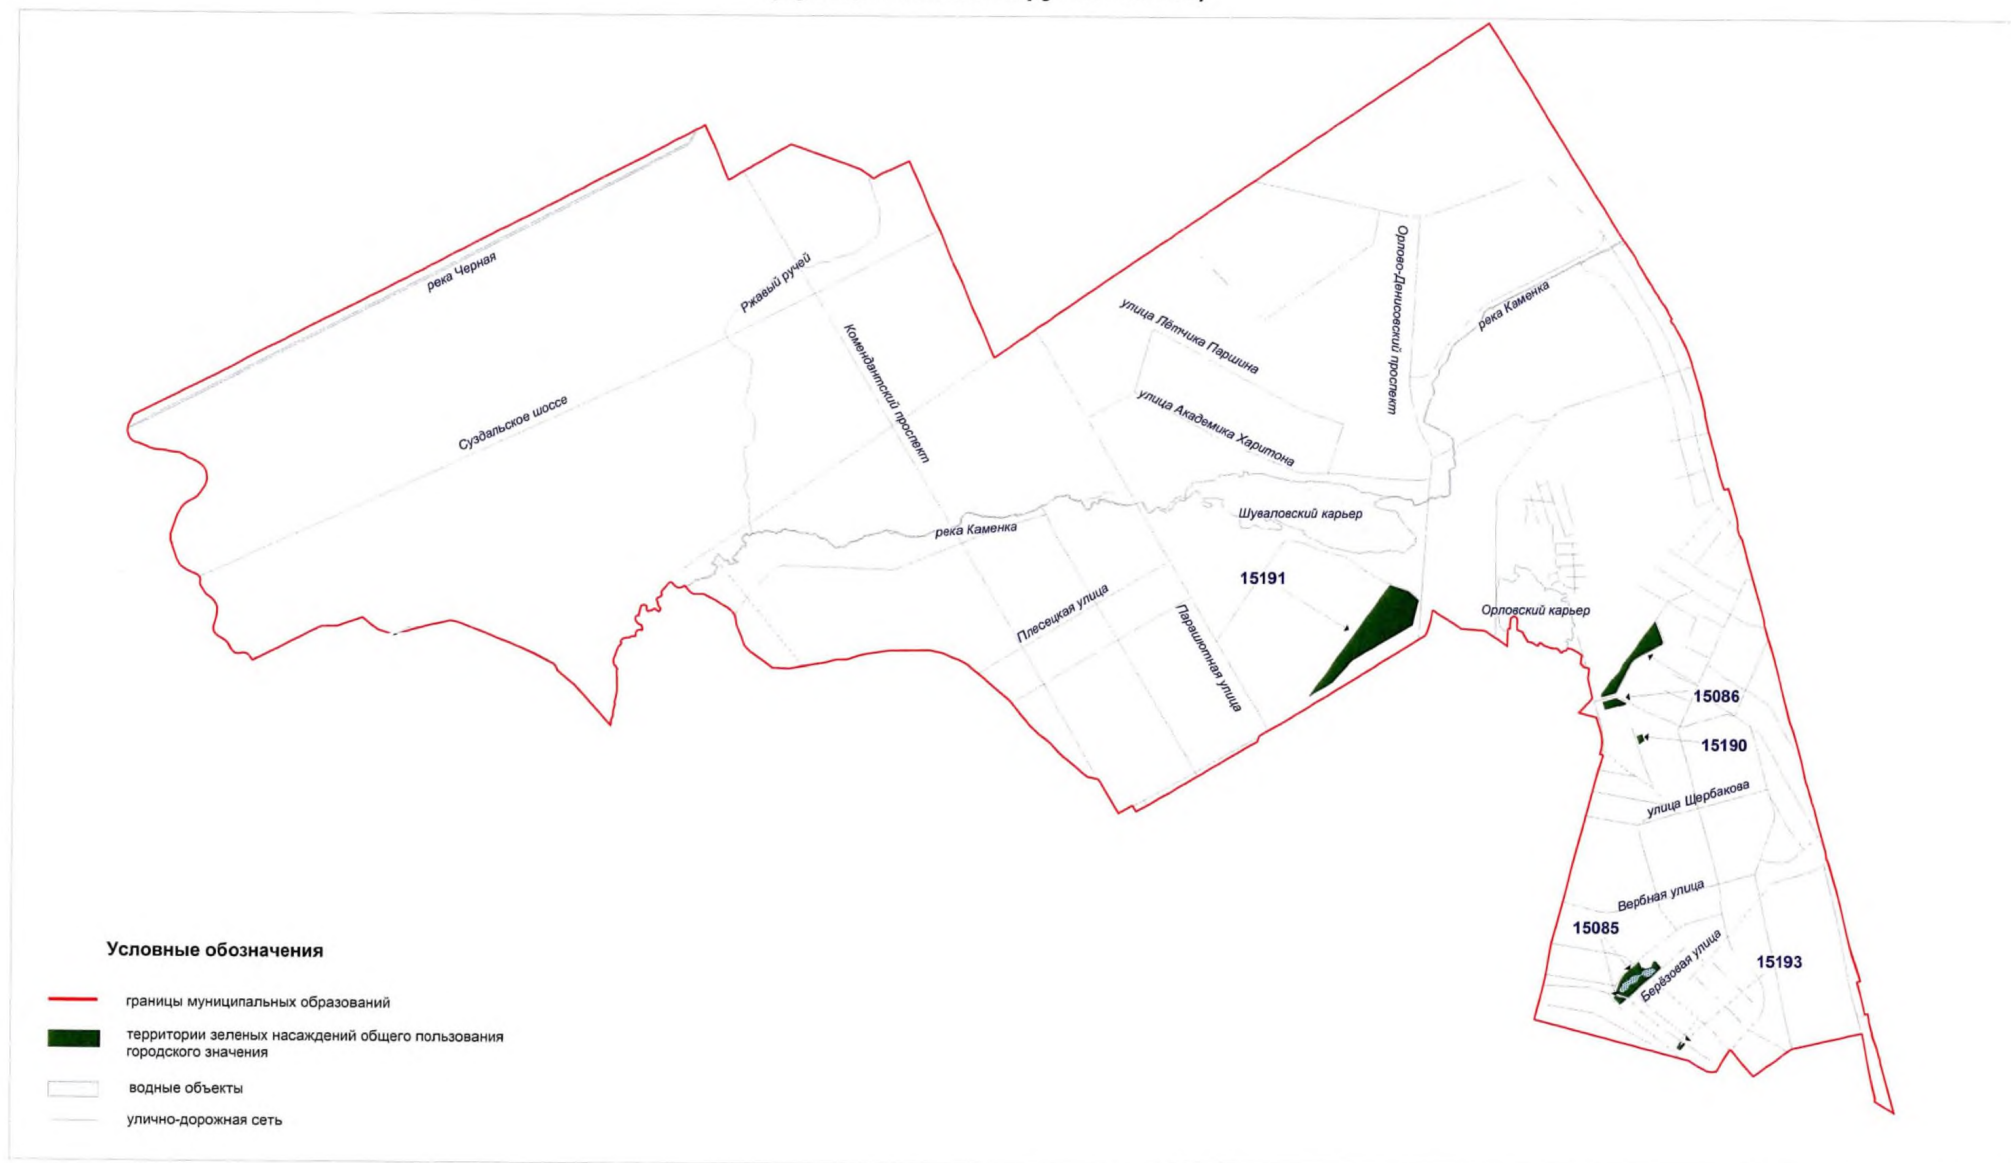 река Черная
Ржавый ручей
Суздальское шоссе
Комендантский проспект
улица Лётчика Паршина
улица Академика Харитона
Орлово-Денисовский проспект
река Каменка
Шуваловский карьер
река Каменка
15191
Плесецкая улица
Парашютная улица
Орловский карьер
15086
15190
улица Щербакова
Вербная улица
15085
Берёзовая улица
15193
Условные обозначения
границы муниципальных образований
территории зеленых насаждений общего пользования
городского значения
водные объекты
улично-дорожная сеть